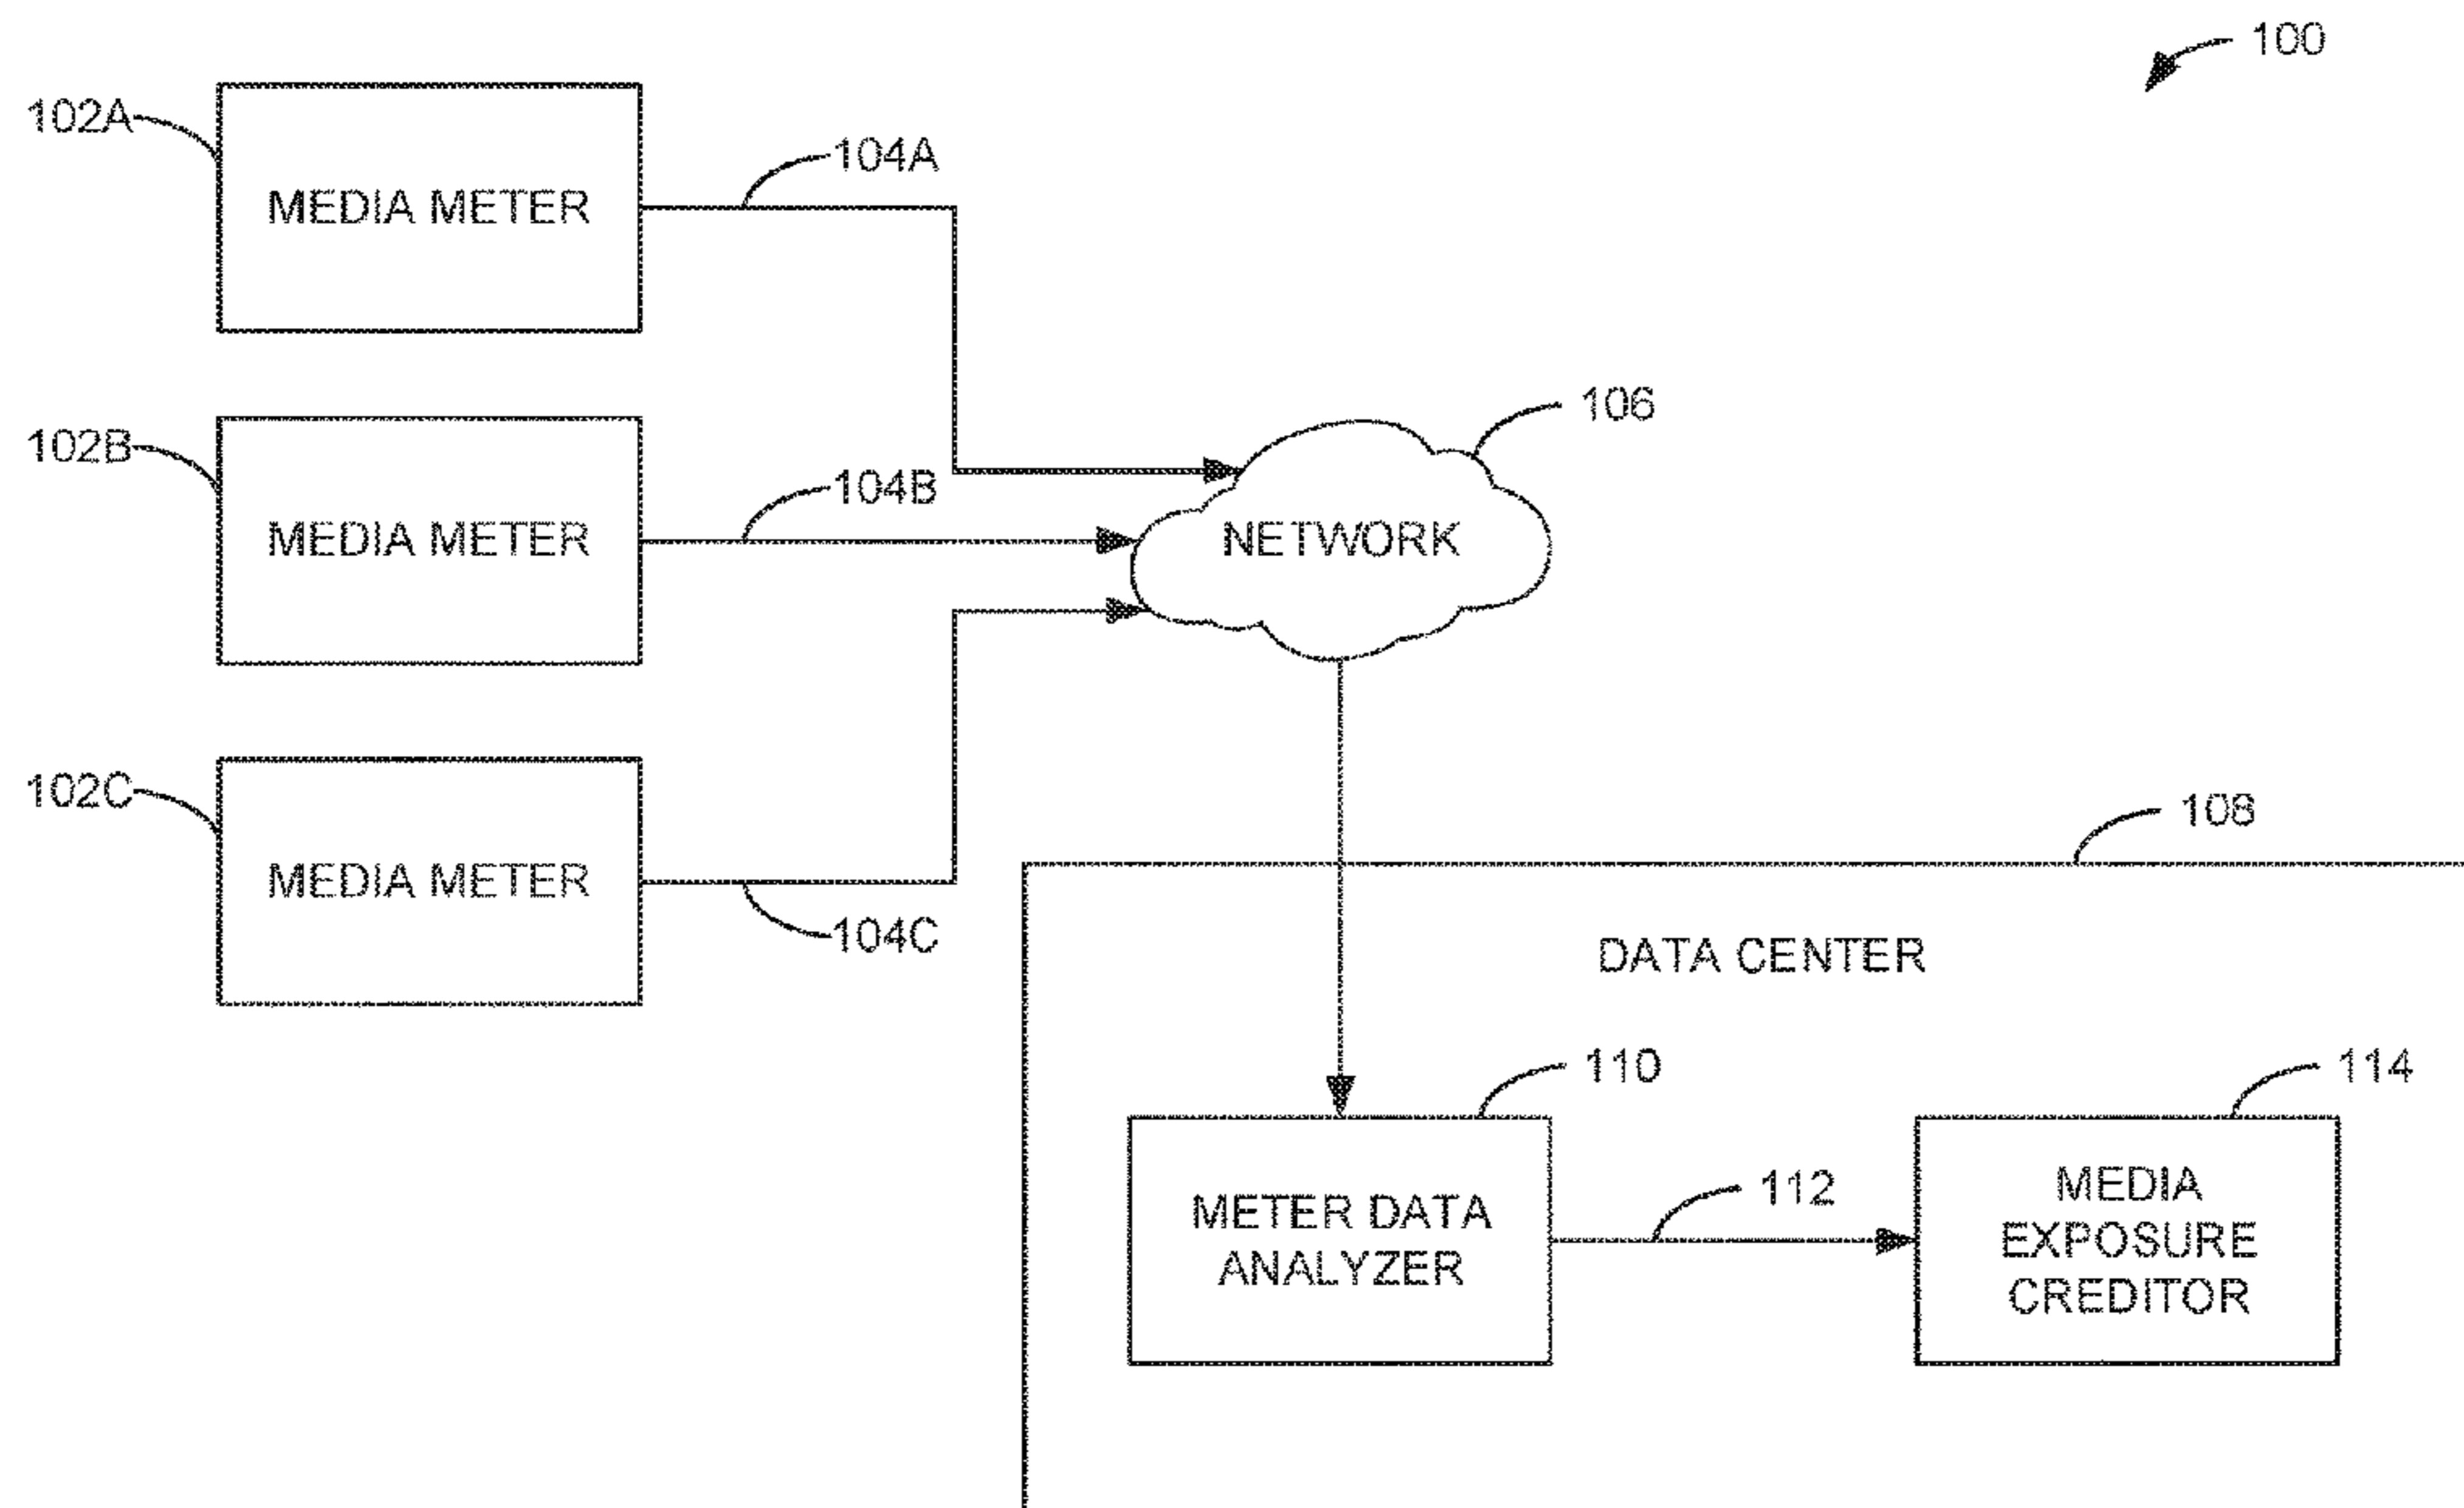 100
102A
MEDIA METER
104A
102B
MEDIA METER
104B
106
NETWORK
102C
MEDIA METER
104C
108
DATA CENTER
110
METER DATA
ANALYZER
112
114
MEDIA
EXPOSURE
CREDITOR